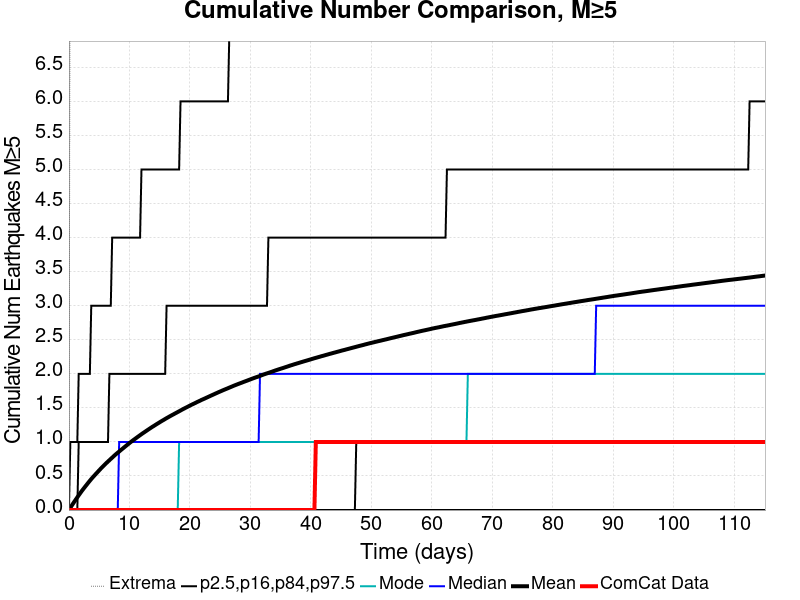 Cumulative Number Comparison, M≥5
Cumulative Num Earthquakes M≥5
6.5
6.0
5.5
5.0
4.5
4.0
3.5
3.0
2.5
2.0
1.5
1.0
0.5
0.0
0 10 20 30 40 50 60 70 80 90 100 110
Time (days)
Extrema p2.5,p16,p84,p97.5 Mode Median Mean ComCat Data